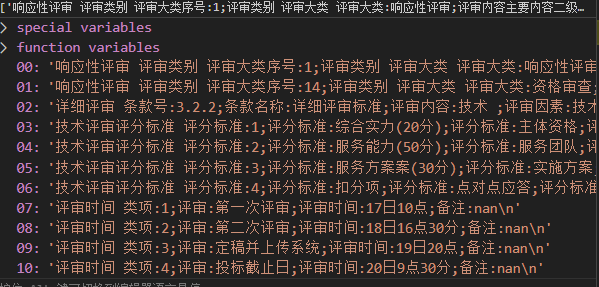 ['响应性评审 评审类别 评审大类序号:1;评审类别 评审大类 评审大类:响应性评审;评审内容主要内容二级…
> special variables
> function variables
00: '响应性评审 评审类别 评审大类序号:1;评审类别 评审大类 评审大类:响应性评审
01: '响应性评审 评审类别 评审大类序号:14;评审类别 评审大类 评审大类:资格审查;
02: '详细评审 条款号:3.2.2;条款名称:详细评审标准;评审内容:技术 ;评审因素:技术
03: '技术评审评分标准 评分标准:1;评分标准:综合实力(20分);评分标准:主体资格;评
04: '技术评审评分标准 评分标准:2;评分标准:服务能力(50分);评分标准:服务团队;评
05: '技术评审评分标准 评分标准:3;评分标准:服务方案案(30分);评分标准:实施方案
06: '技术评审评分标准 评分标准:4;评分标准:扣分项;评分标准:点对点应答;评分标准
07: '评审时间 类项:1;评审:第一次评审;评审时间:17日10点;备注:nan\n'
08: '评审时间 类项:2;评审:第二次评审;评审时间:18日16点30分;备注:nan\n'
09: '评审时间 类项:3;评审:定稿并上传系统;评审时间:19日20点;备注:nan\n'
10: '评审时间 类项:4;评审:投标截止日;评审时间:20日9点30分;备注:nan\n'